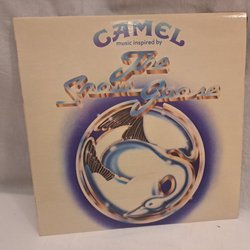 CAMEL
music inspired by
The
Snow Goose